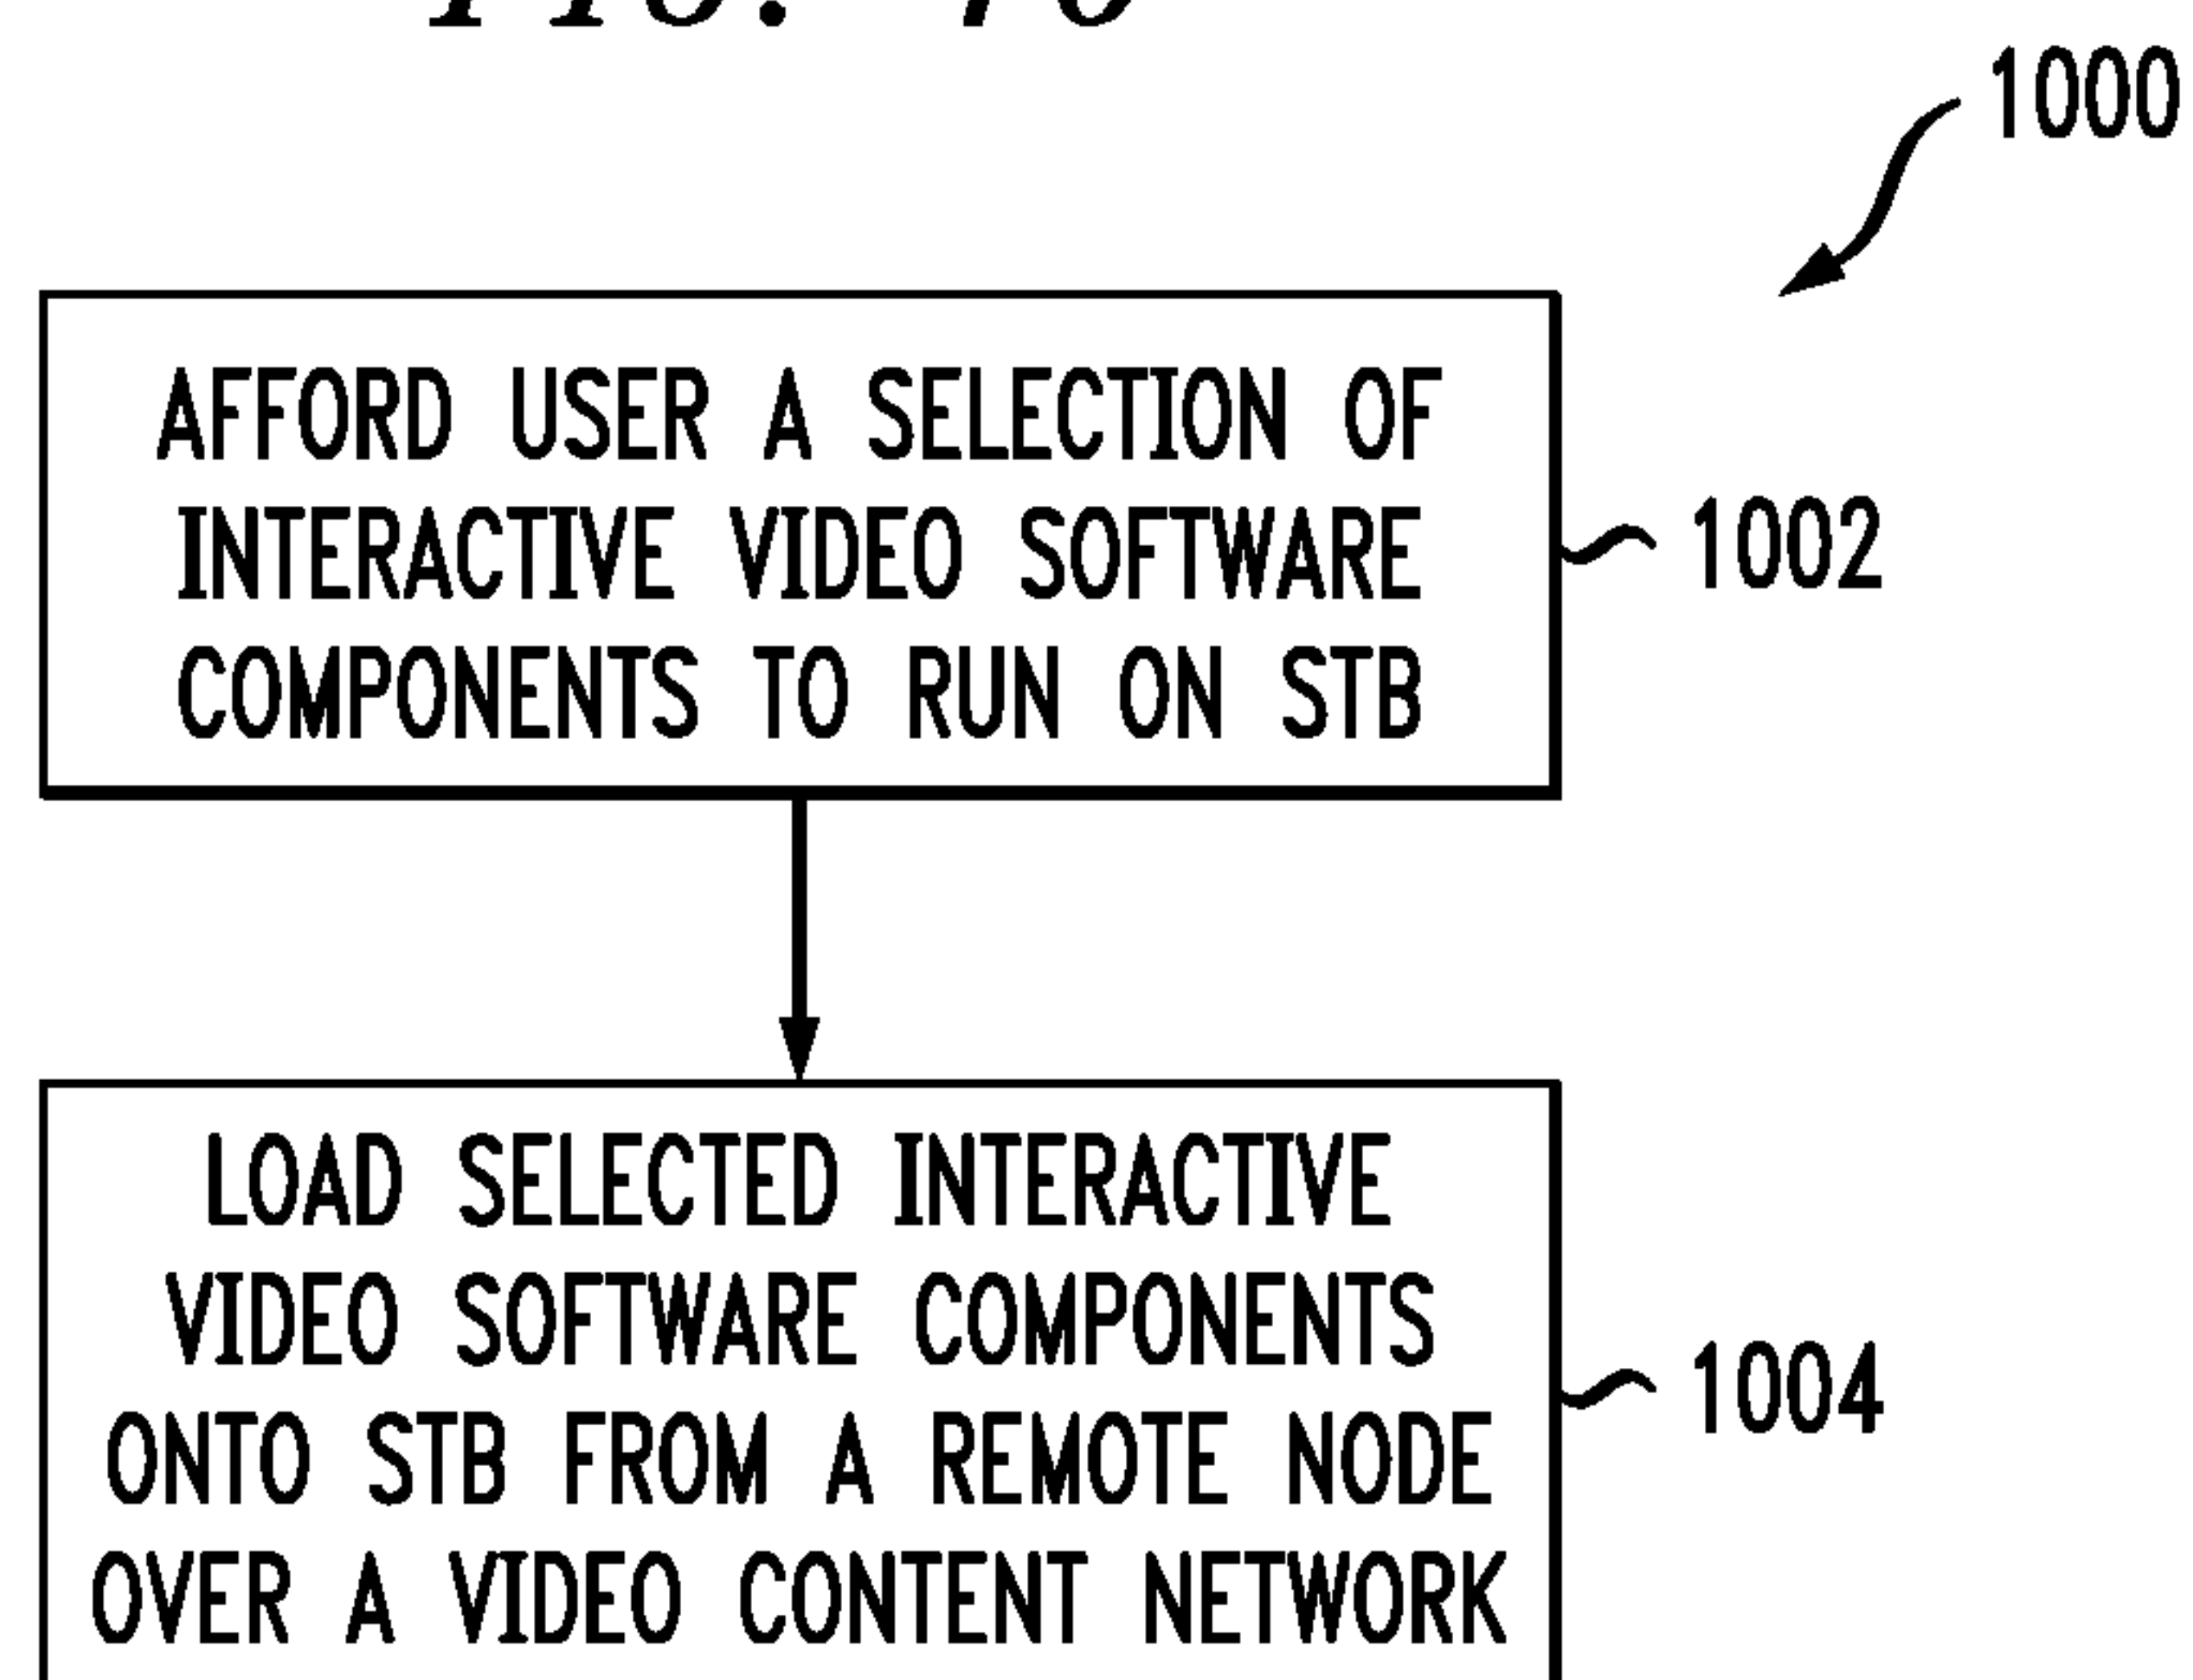 1000
AFFORD USER A SELECTION OF
INTERACTIVE VIDEO SOFTWARE
COMPONENTS TO RUN ON STB
1002
LOAD SELECTED INTERACTIVE
VIDEO SOFTWARE COMPONENTS
ONTO STB FROM A REMOTE NODE
OVER A VIDEO CONTENT NETWORK
1004